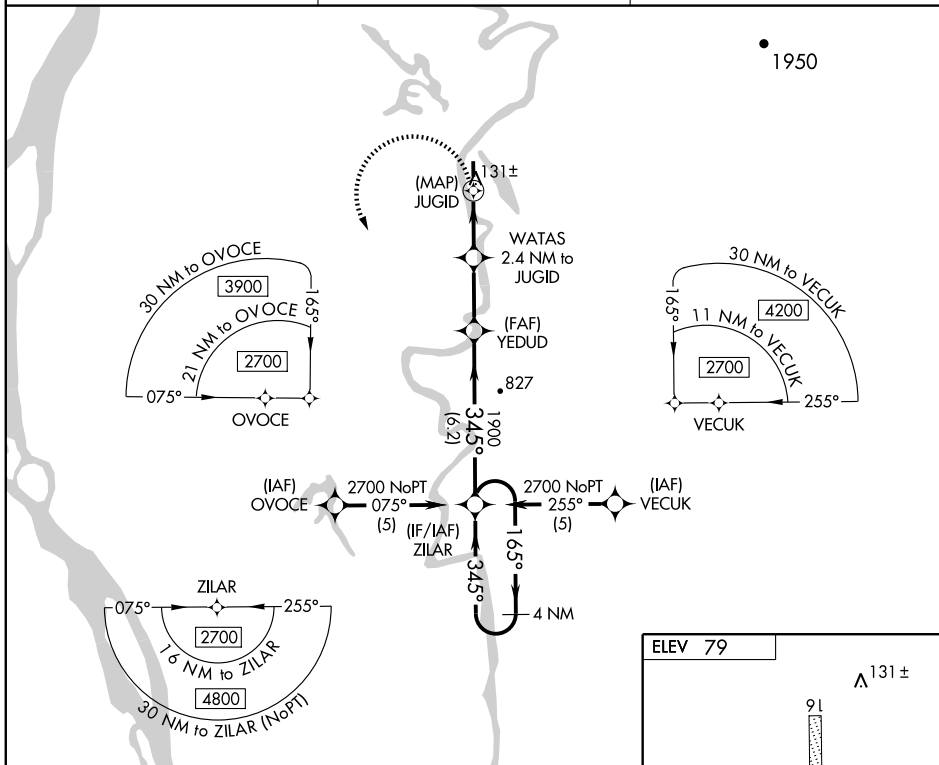 1950
131±
(MAP)
JUGID
WATAS
2.4 NM to
JUGID
30 NM to OVOCE
3900
165°
21 NM to OVOCE
2700
075°
OVOCE
(FAF)
YEDUD
827
30 NM to VECUK
4200
165°
11 NM to VECUK
2700
255°
VECUK
1900
345°
(6.2)
(IAF)
OVOCE
2700 NoPT
075°
(5)
(IF/IAF)
ZILAR
2700 NoPT
255°
(5)
(IAF)
VECUK
165°
345°
4 NM
ZILAR
075°
255°
2700
16 NM to ZILAR
4800
30 NM to ZILAR (NoPT)
ELEV 79
131±
16